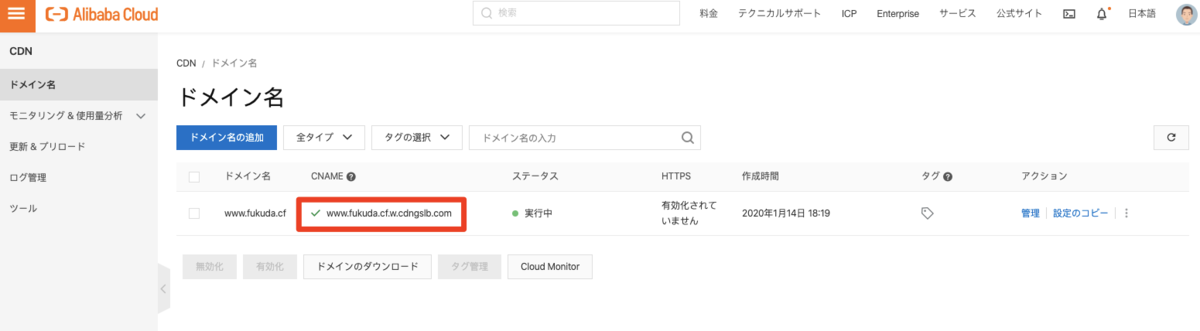 Alibaba Cloud
検索
料金
テクニカルサポート
ICP
Enterprise
サービス
公式サイト
日本語
CDN
ドメイン名
モニタリング & 使用量分析
更新 & プリロード
ログ管理
ツール
CDN / ドメイン名
ドメイン名
ドメイン名の追加
全タイプ
タグの選択
ドメイン名の入力
ドメイン名
CNAME
ステータス
HTTPS
作成時間
タグ
アクション
www.fukuda.cf
www.fukuda.cf.w.cdngslb.com
実行中
有効化されて
いません
2020年1月14日 18:19
管理
設定のコピー
無効化
有効化
ドメインのダウンロード
タグ管理
Cloud Monitor